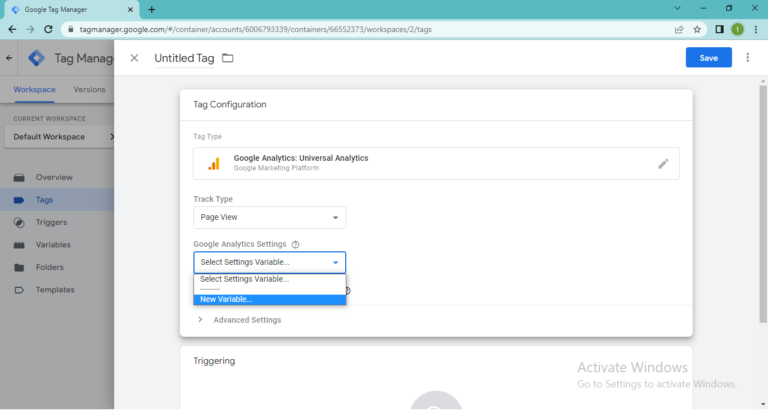 Google Tag Manager
tagmanager.google.com/#/container/accounts/6006793339/containers/66552373/workspaces/2/tags
Tag Manag
Untitled Tag
Save
Workspace
Versions
CURRENT WORKSPACE
Default Workspace
Overview
Tags
Triggers
Variables
Folders
Templates
Tag Configuration
Tag Type
Google Analytics: Universal Analytics
Google Marketing Platform
Track Type
Page View
Google Analytics Settings
Select Settings Variable...
Select Settings Variable...
---------
New Variable...
Advanced Settings
Triggering
Activate Windows
Go to Settings to activate Windows.